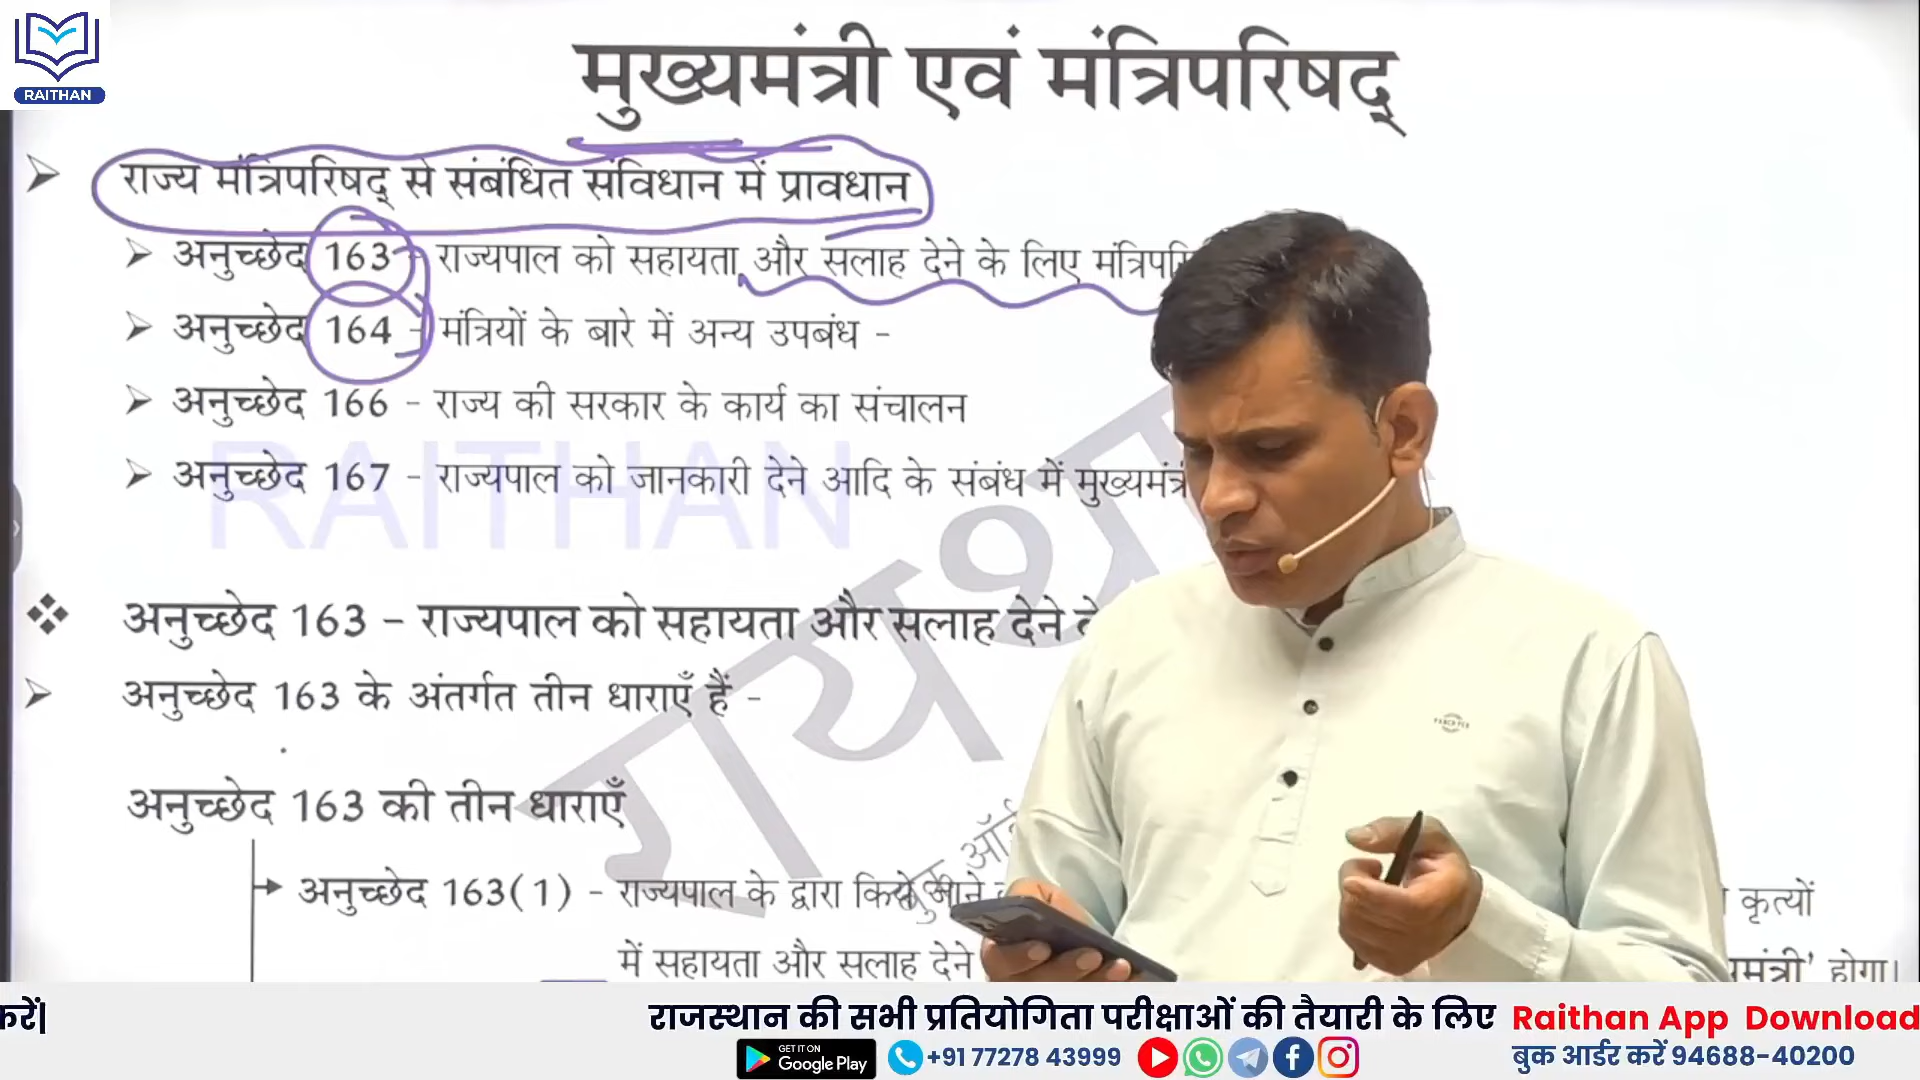 RAITHAN
मुख्यमंत्री एवं मंत्रिपरिषद्
राज्य मंत्रिपरिषद् से संबंधित संविधान में प्रावधान
अनुच्छेद 163 - राज्यपाल को सहायता और सलाह देने के लिए
अनुच्छेद 164 - मंत्रियों के बारे में अन्य उपबंध -
अनुच्छेद 166 - राज्य की सरकार के कार्य का संचालन
अनुच्छेद 167 - राज्यपाल को जानकारी देने आदि के संबंध में
RAITHAN
अनुच्छेद 163 - राज्यपाल को सहायता और सलाह देने
अनुच्छेद 163 के अंतर्गत तीन धाराएँ हैं -
अनुच्छेद 163 की तीन धाराएँ
अनुच्छेद 163(1) - राज्यपाल के द्वारा किये जाने कृत्यों
में सहायता और सलाह देने होगा।
करें|
राजस्थान की सभी प्रतियोगिता परीक्षाओं की तैयारी के लिए Raithan App Download
GET IT ON Google Play +91 77278 43999 बुक आर्डर करें 94688-40200